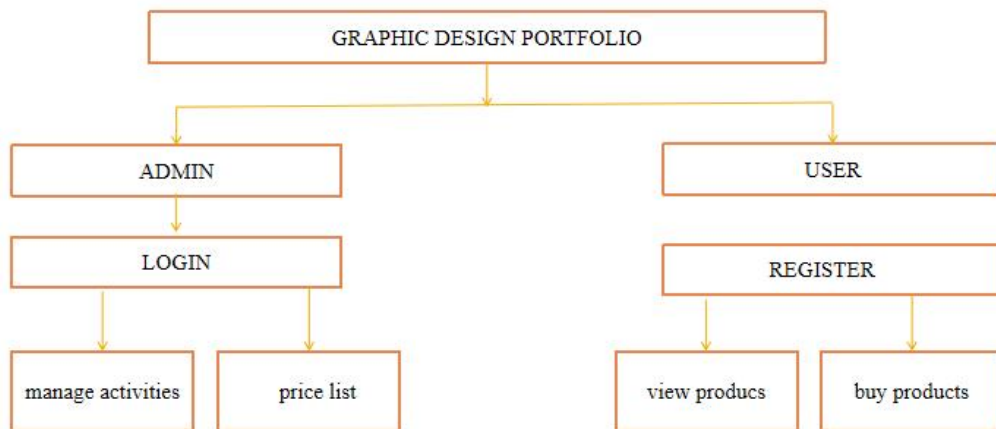 GRAPHIC DESIGN PORTFOLIO
ADMIN
USER
LOGIN
REGISTER
manage activities
price list
view producs
buy products